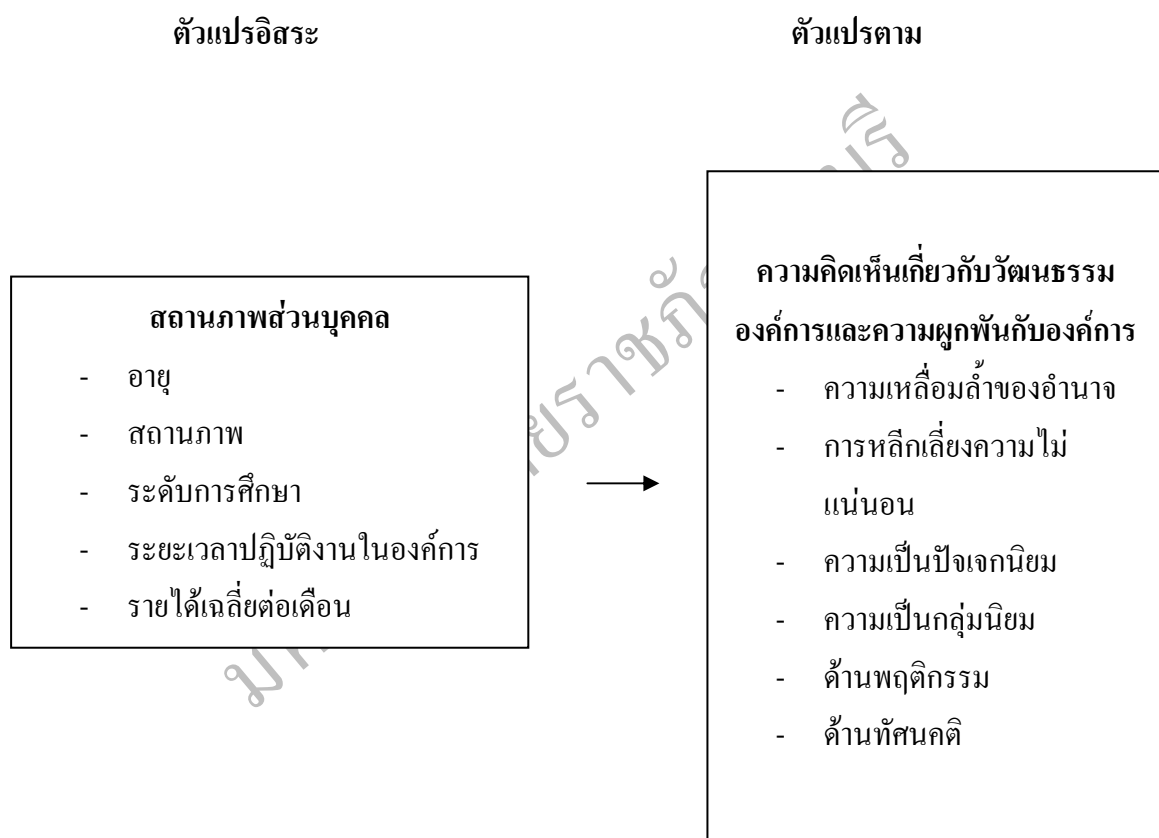 ตัวแปรอิสระ
ตัวแปรตาม
สถานภาพส่วนบุคคล
- อายุ
- สถานภาพ
- ระดับการศึกษา
- ระยะเวลาปฏิบัติงานในองค์การ
- รายได้เฉลี่ยต่อเดือน
ความคิดเห็นเกี่ยวกับวัฒนธรรม
องค์การและความผูกพันกับองค์การ
- ความเหลื่อมล้ำของอำนาจ
- การหลีกเลี่ยงความไม่
แน่นอน
- ความเป็นปัจเจกนิยม
- ความเป็นกลุ่มนิยม
- ด้านพฤติกรรม
- ด้านทัศนคติ